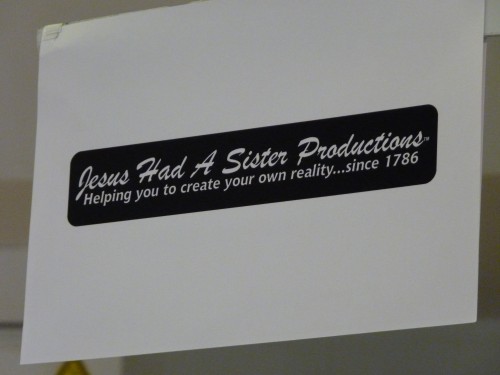 Jesus Had A Sister Productions™
Helping you to create your own reality...since 1786